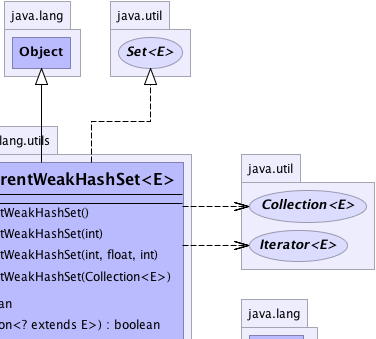 java.lang
java.util
Object
Set<E>
lang.utils
rentWeakHashSet<E>
java.util
tWeakHashSet()
Collection<E>
tWeakHashSet(int)
Iterator<E>
tWeakHashSet(int, float, int)
tWeakHashSet(Collection<E>)
an
java.lang
on<? extends E>) : boolean